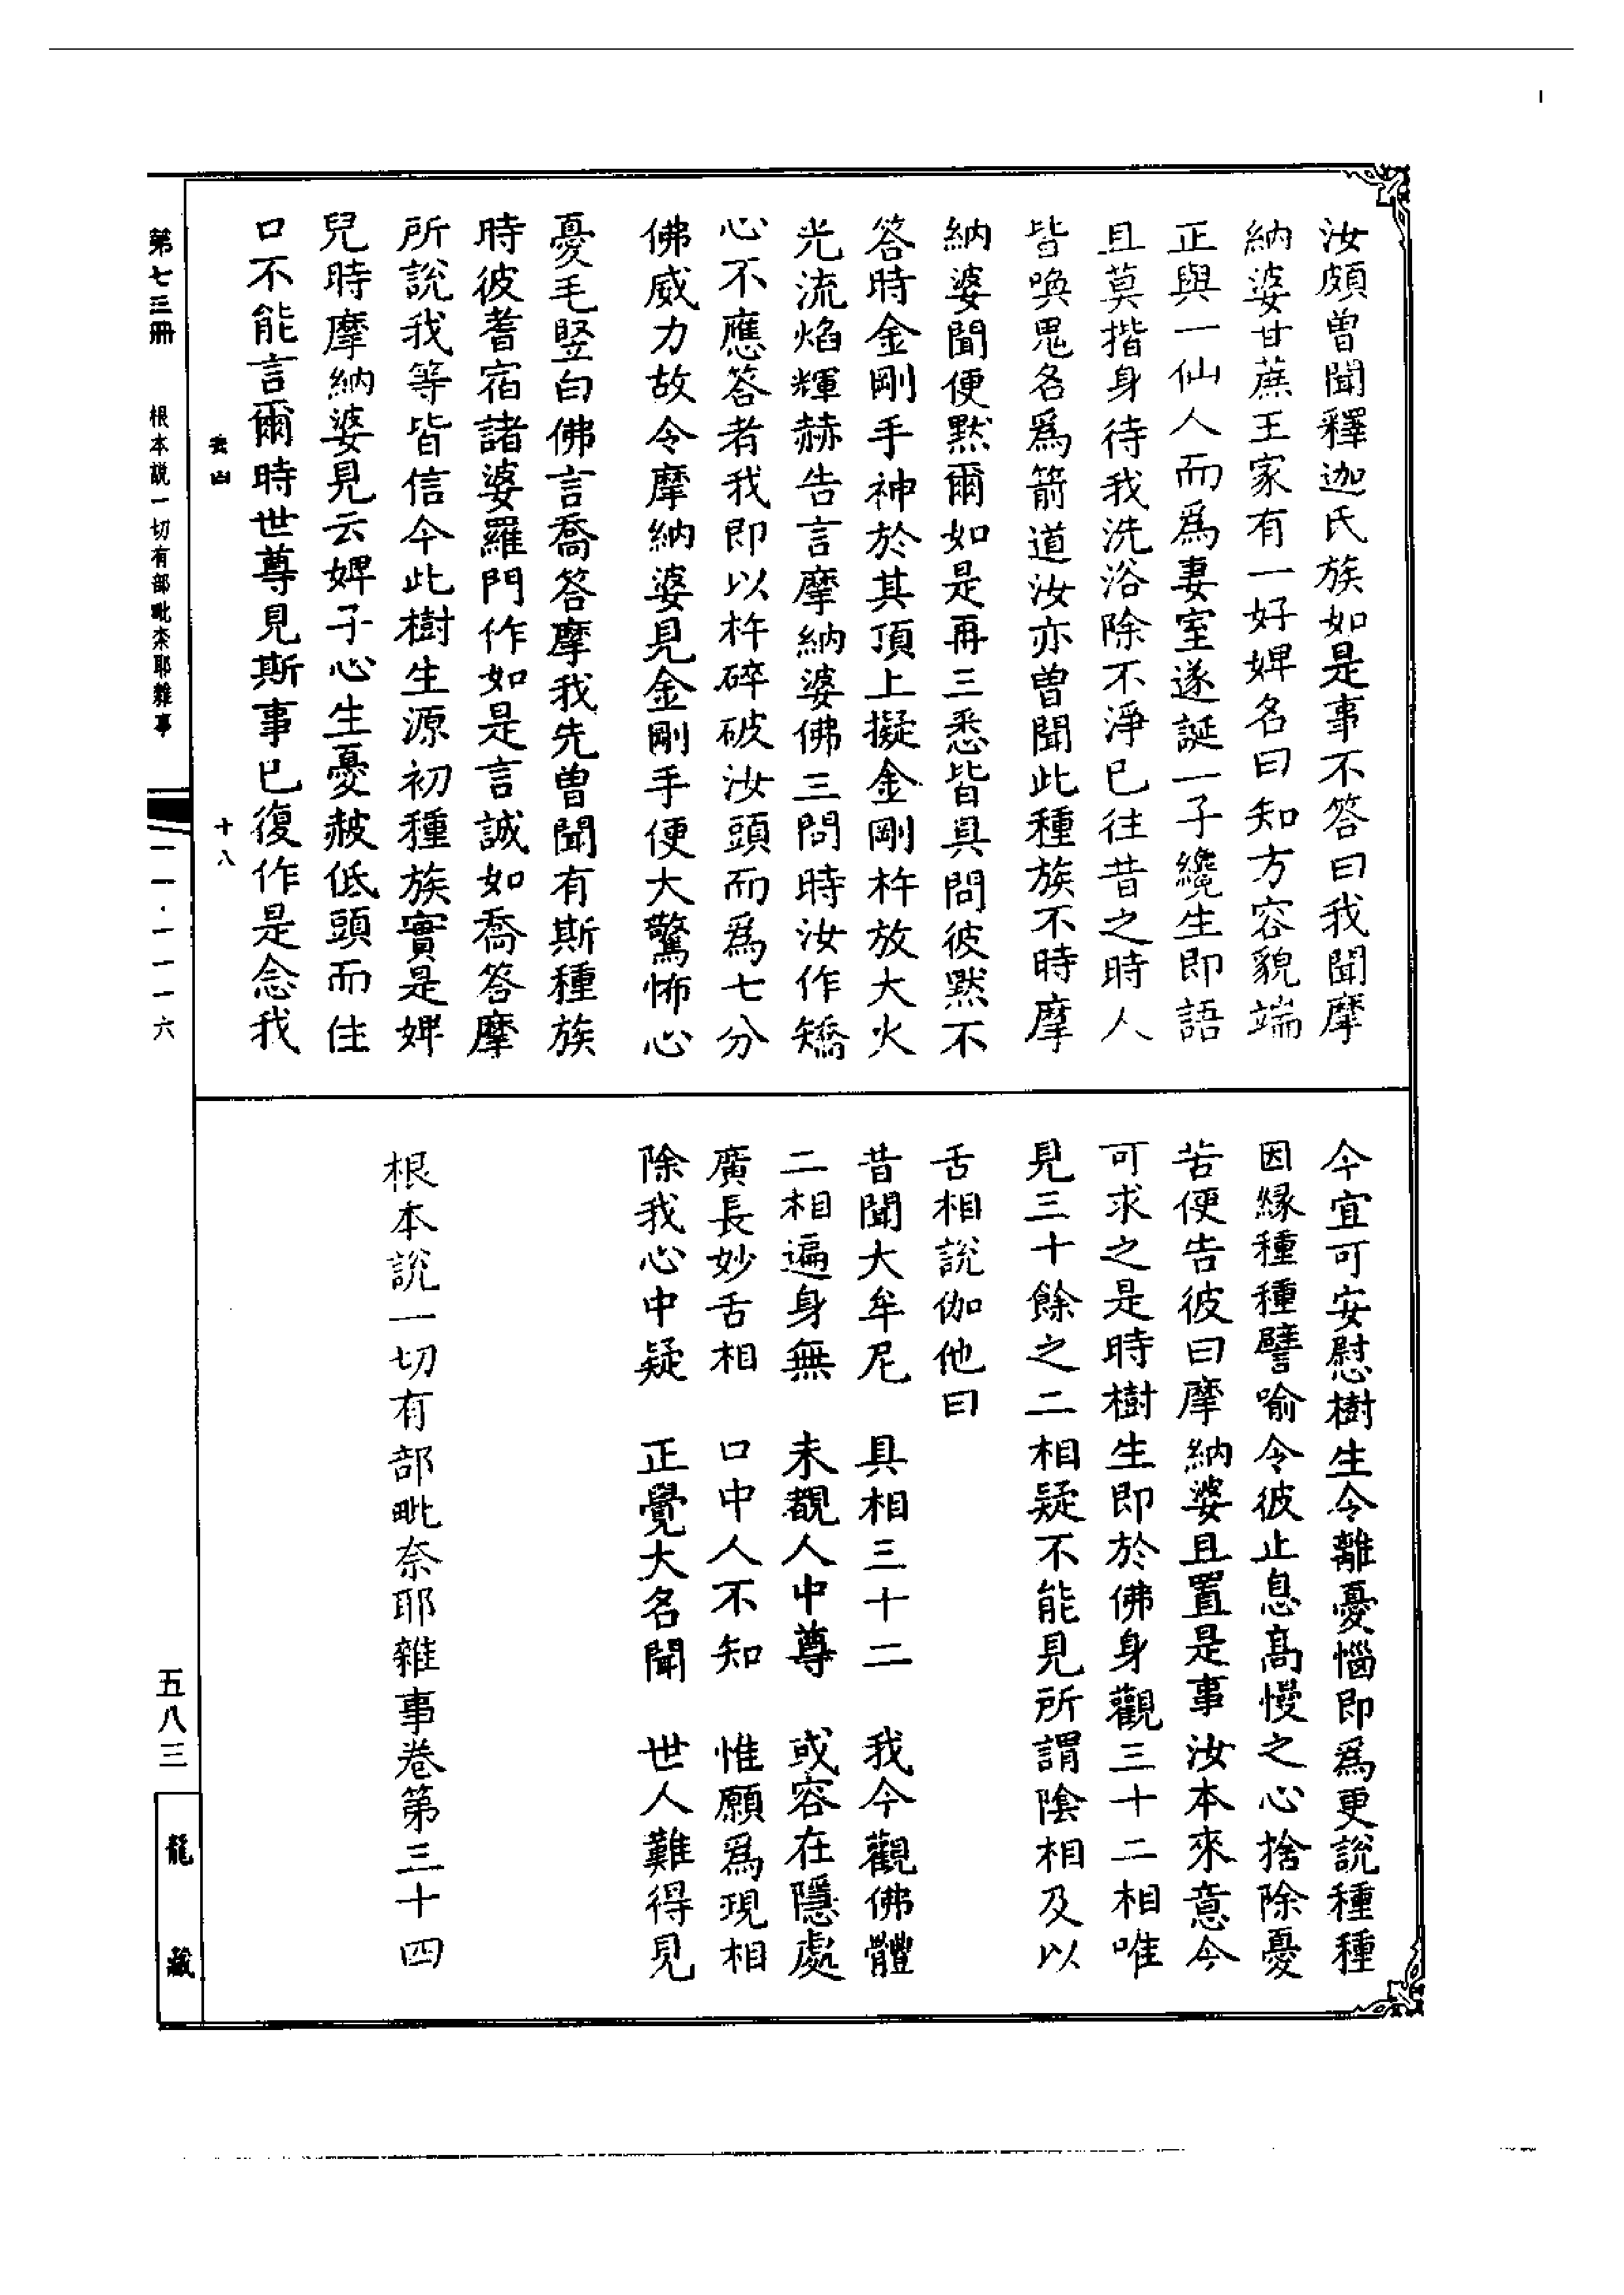 汝頗曾聞釋迦氏族如是事不答曰我聞摩
納婆甘蔗王家有一好婢名曰知方容貌端
正與一仙人而爲妻室遂誕一子纔生即語
且莫揩身待我洗浴除不淨已往昔之時人
皆喚鬼名爲箭道汝亦曾聞此種族不時摩
納婆聞便默爾如是再三悉皆具問彼默不
答時金剛手神於其頂上擬金剛杵放大火
光流焰輝赫告言摩納婆佛三問時汝作矯
心不應答者我即以杵碎破汝頭而爲七分
佛威力故令摩納婆見金剛手便大驚怖心
憂毛竪白佛言喬答摩我先曾聞有斯種族
時彼耆宿諸婆羅門作如是言誠如喬答摩
所說我等皆信今此樹生源初種族實是婢
兒時摩納婆見云婢子心生憂赦低頭而住
口不能言爾時世尊見斯事已復作是念我
今宜可安慰樹生令離憂惱即爲更說種種
因緣種種譬喻令彼止息高慢之心捨除憂
苦便告彼曰摩納婆且置是事汝本來意今
可求之是時樹生即於佛身觀三十二相唯
見三十餘之二相疑不能見所謂陰相及以
舌相說伽他曰
昔聞大牟尼　具相三十二　我今觀佛體
二相遍身無　未覩人中尊　或容在隱處
廣長妙舌相　口中人不知　惟願爲現相
除我心中疑　正覺大名聞　世人難得見
根本說一切有部毗奈耶雜事卷第三十四
第七三冊　根本説一切有部毗奈耶雜事
一一·一一一六
十八
五八三
龍藏